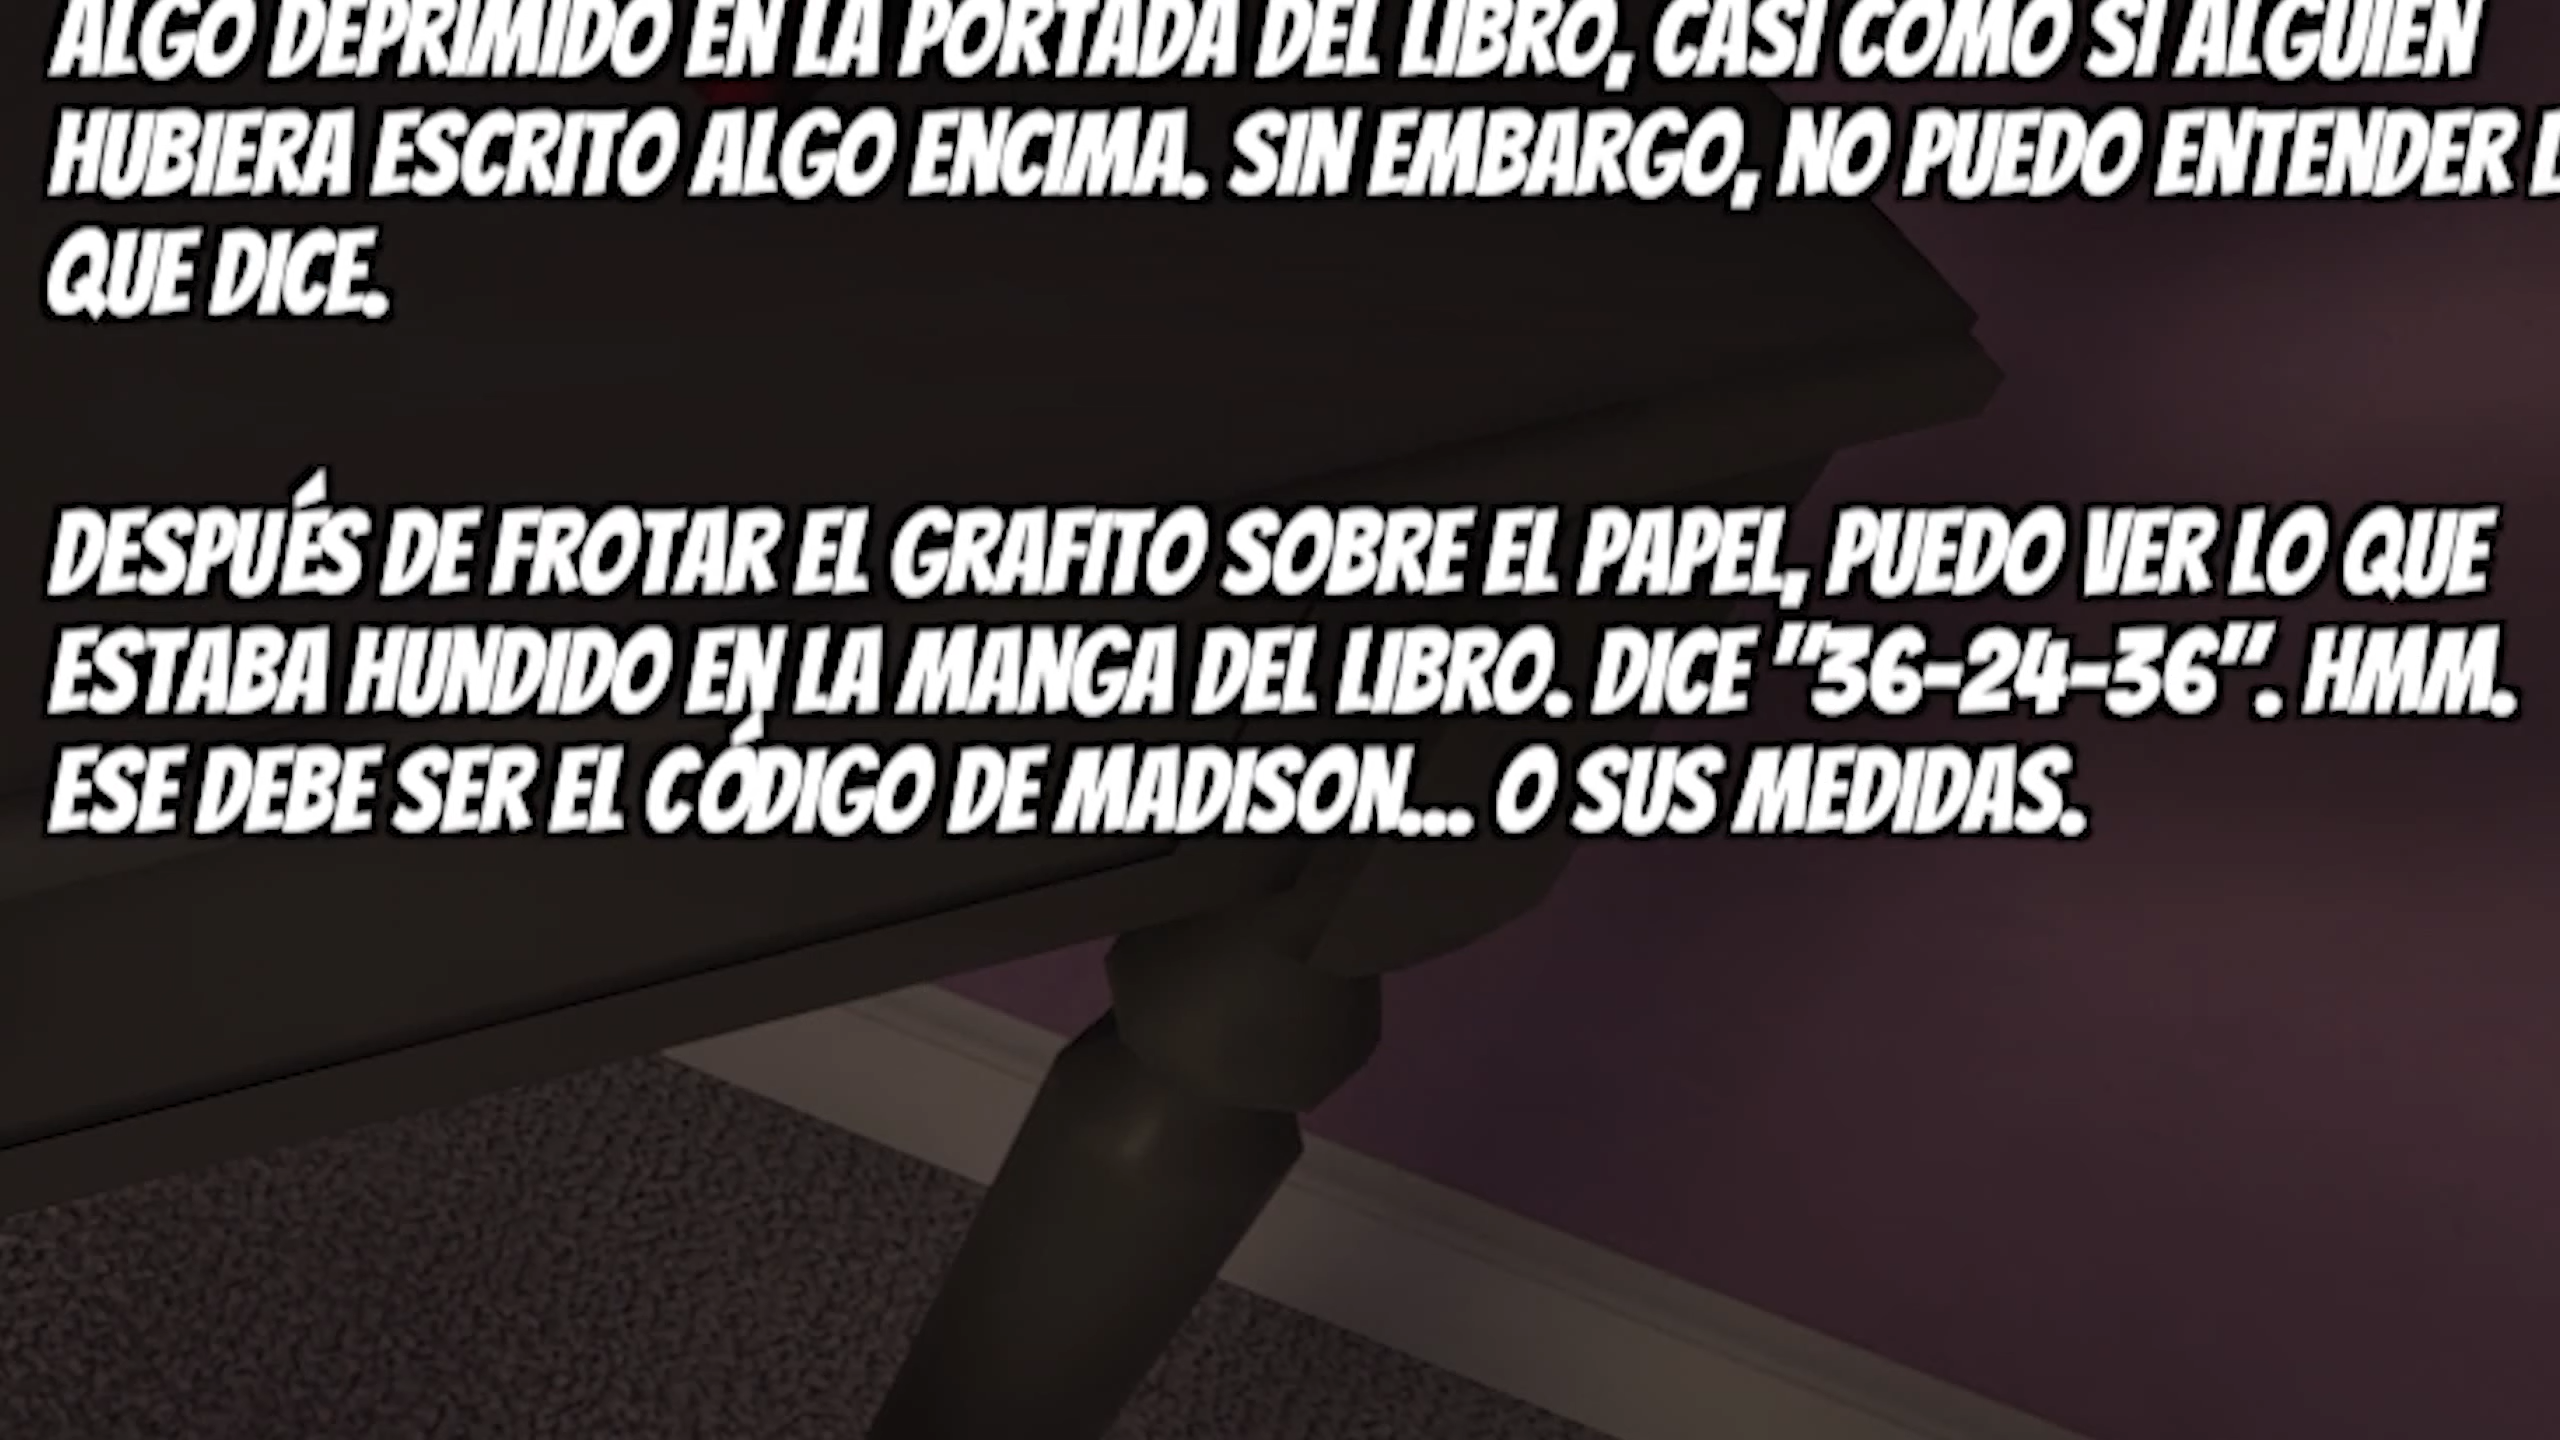 ALGO DEPRIMIDO EN LA PORTADA DEL LIBRO, CASI COMO SI ALGUIEN
HUBIERA ESCRITO ALGO ENCIMA. SIN EMBARGO, NO PUEDO ENTENDER
QUE DICE.
DESPUÉS DE FROTAR EL GRAFITO SOBRE EL PAPEL, PUEDO VER LO QUE
ESTABA HUNDIDO EN LA MANGA DEL LIBRO. DICE "36-24-36". HMM.
ESE DEBE SER EL CÓDIGO DE MADISON... O SUS MEDIDAS.